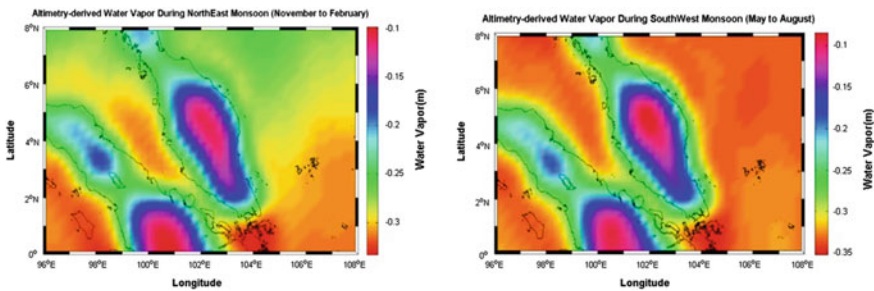 Altimetry-derived Water Vapor During NorthEast Monsoon (November to February)
8°N
6°N
4°N
2°N
0°
Latitude
96°E 98°E 100°E 102°E 104°E 106°E 108°E
Longitude
-0.1
-0.15
-0.2
-0.25
-0.3
Water Vapor(m)
Altimetry-derived Water Vapor During SouthWest Monsoon (May to August)
8°N
6°N
4°N
2°N
0°
Latitude
96°E 98°E 100°E 102°E 104°E 106°E 108°E
Longitude
-0.1
-0.15
-0.2
-0.25
-0.3
-0.35
Water Vapor(m)